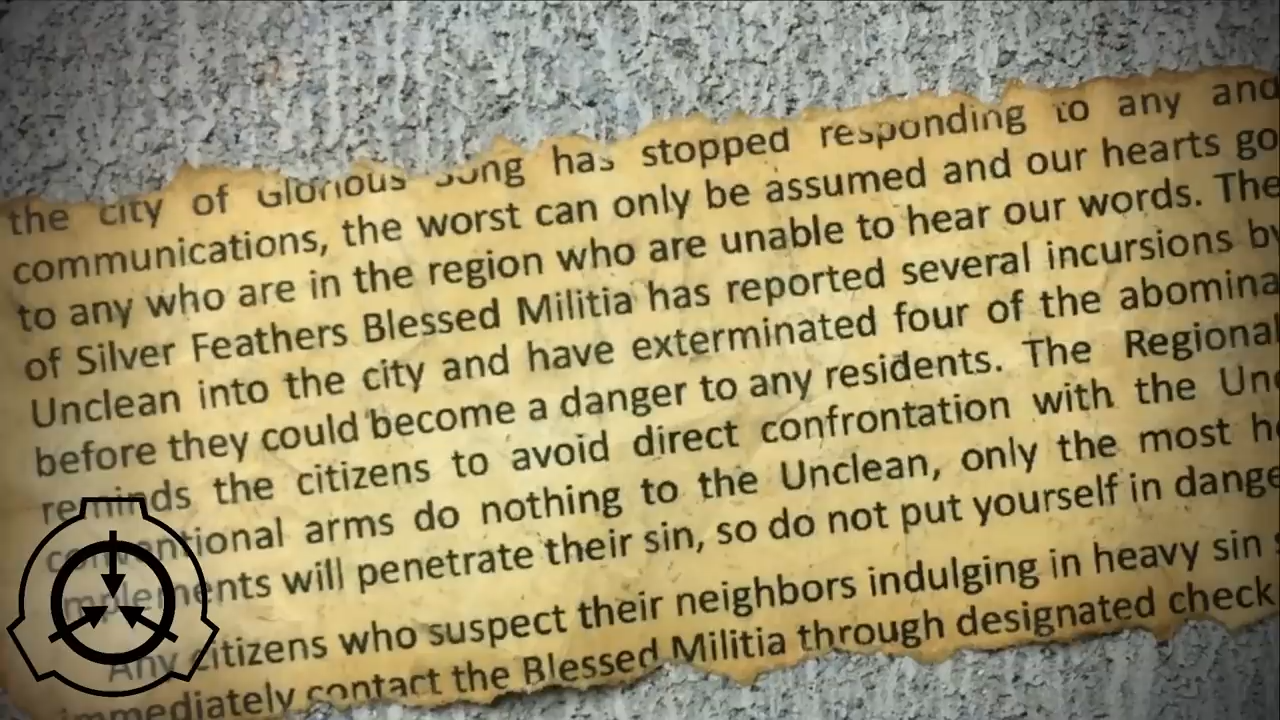 the city of Glorious Song has stopped responding to any and
communications, the worst can only be assumed and our hearts go
to any who are in the region who are unable to hear our words. The
of Silver Feathers Blessed Militia has reported several incursions by
Unclean into the city and have exterminated four of the abomina
before they could become a danger to any residents. The Regional
reminds the citizens to avoid direct confrontation with the Unc
conventional arms do nothing to the Unclean, only the most ho
implements will penetrate their sin, so do not put yourself in dange
Any citizens who suspect their neighbors indulging in heavy sin s
immediately contact the Blessed Militia through designated check